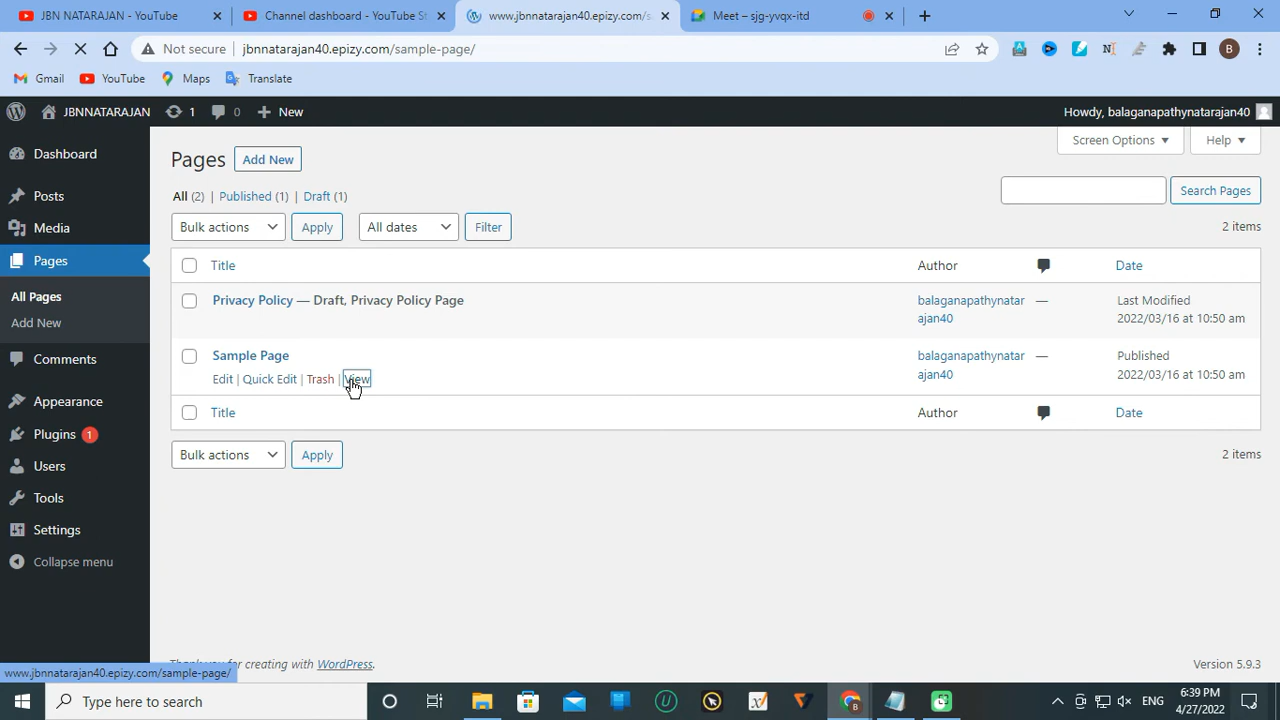 JBN NATARAJAN - YouTube
Channel dashboard - YouTube St
www.jbnnatarajan40.epizy.com/s
Meet – sjg-yvqx-itd
Not secure
jbnnatarajan40.epizy.com/sample-page/
B
Gmail
YouTube
Maps
Translate
JBNNATARAJAN
1
0
New
Howdy, balaganapathynatarajan40
Dashboard
Posts
Media
Pages
All Pages
Add New
Comments
Appearance
Plugins 1
Users
Tools
Settings
Collapse menu
Pages
Add New
Screen Options
Help
All (2) | Published (1) | Draft (1)
Search Pages
Bulk actions
Apply
All dates
Filter
2 items
Title
Author
Date
Privacy Policy — Draft, Privacy Policy Page
balaganapathynatar
ajan40
—
Last Modified
2022/03/16 at 10:50 am
Sample Page
Edit | Quick Edit | Trash | View
balaganapathynatar
ajan40
—
Published
2022/03/16 at 10:50 am
Title
Author
Date
Bulk actions
Apply
2 items
Thank you for creating with WordPress.
Version 5.9.3
www.jbnnatarajan40.epizy.com/sample-page/
Type here to search
ENG
6:39 PM
4/27/2022